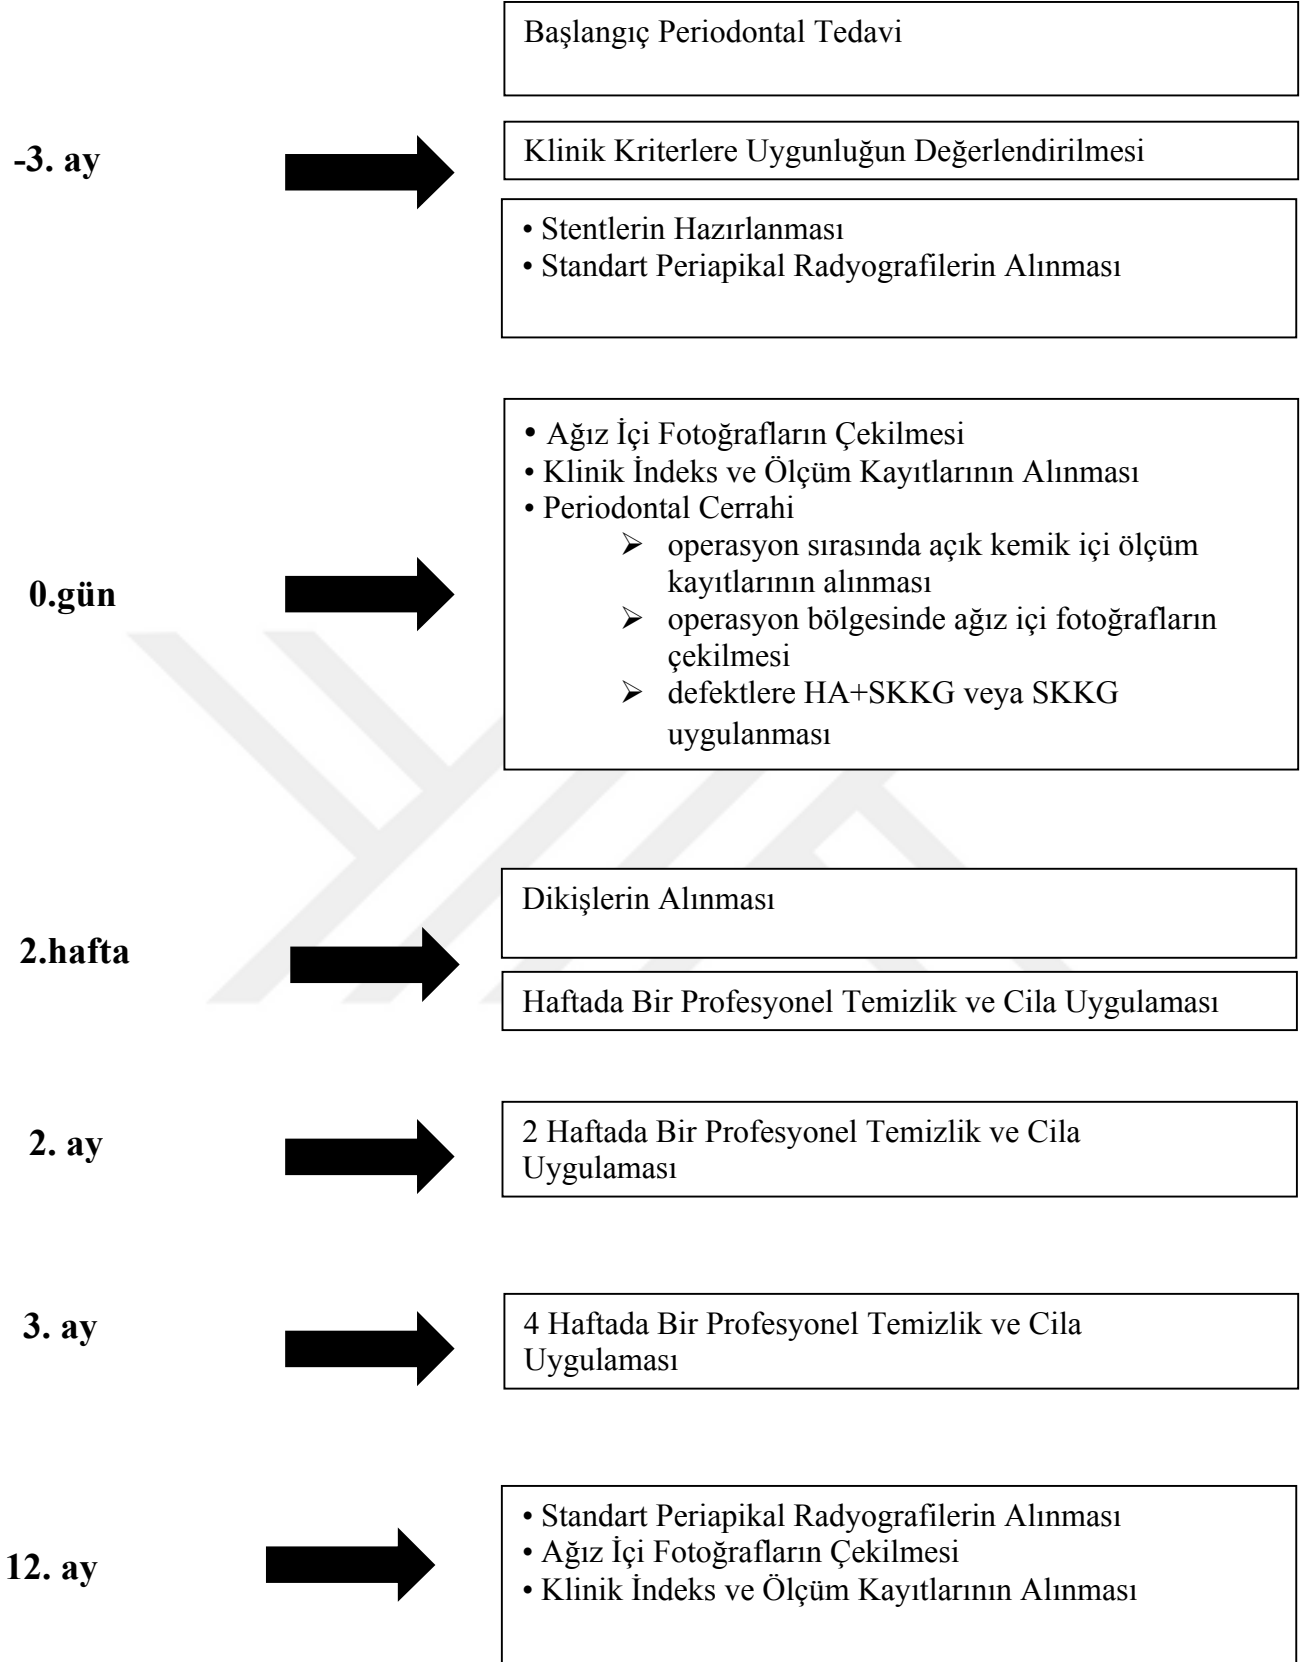 Başlangıç Periodontal Tedavi
-3. ay
Klinik Kriterlere Uygunluğun Değerlendirilmesi
• Stentlerin Hazırlanması
• Standart Periapikal Radyografilerin Alınması
0.gün
• Ağız İçi Fotoğrafların Çekilmesi
• Klinik İndeks ve Ölçüm Kayıtlarının Alınması
• Periodontal Cerrahi
➢ operasyon sırasında açık kemik içi ölçüm
kayıtlarının alınması
➢ operasyon bölgesinde ağız içi fotoğrafların
çekilmesi
➢ defektlere HA+SKKG veya SKKG
uygulanması
2.hafta
Dikişlerin Alınması
Haftada Bir Profesyonel Temizlik ve Cila Uygulaması
2. ay
2 Haftada Bir Profesyonel Temizlik ve Cila
Uygulaması
3. ay
4 Haftada Bir Profesyonel Temizlik ve Cila
Uygulaması
12. ay
• Standart Periapikal Radyografilerin Alınması
• Ağız İçi Fotoğrafların Çekilmesi
• Klinik İndeks ve Ölçüm Kayıtlarının Alınması